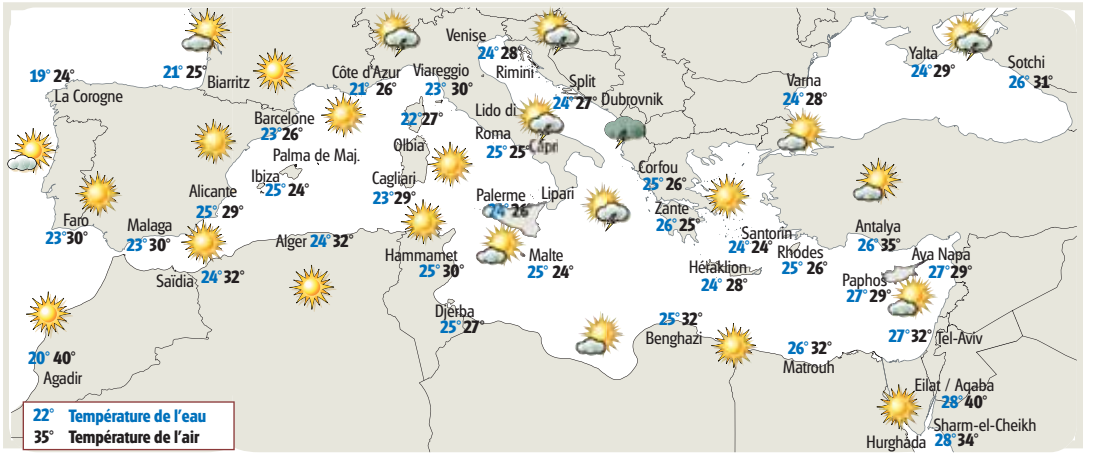 Venise
24° 28°
Rimini
Yalta
24° 29°
Sotchi
26° 31°
19° 24°
La Corogne
21° 25°
Biarritz
Côte d'Azur
21° 26°
Viareggio
23° 30°
Split
24° 27°
Dubrovnik
Varna
24° 28°
Barcelone
23° 26°
22° 27°
Olbia
Lido di
Roma
25° 25°
Capri
Palma de Maj.
Ibiza
25° 24°
Cagliari
23° 29°
Corfou
25° 26°
Alicante
25° 29°
Palerme
24° 26°
Lipari
Zante
26° 25°
Faro
23° 30°
Malaga
23° 30°
Alger 24° 32°
Santorin
24° 24°
Antalya
26° 35°
Hammamet
25° 30°
Malte
25° 24°
Rhodes
25° 26°
Aya Napa
27° 29°
Saïdia
24° 32°
Héraklion
24° 28°
Paphos
27° 29°
Djerba
25° 27°
25° 32°
Benghazi
27° 32°
Tel-Aviv
20° 40°
Agadir
26° 32°
Matrouh
Eilat / Aqaba
28° 40°
Sharm-el-Cheikh
28° 34°
Hurghada
22° Température de l'eau
35° Température de l'air